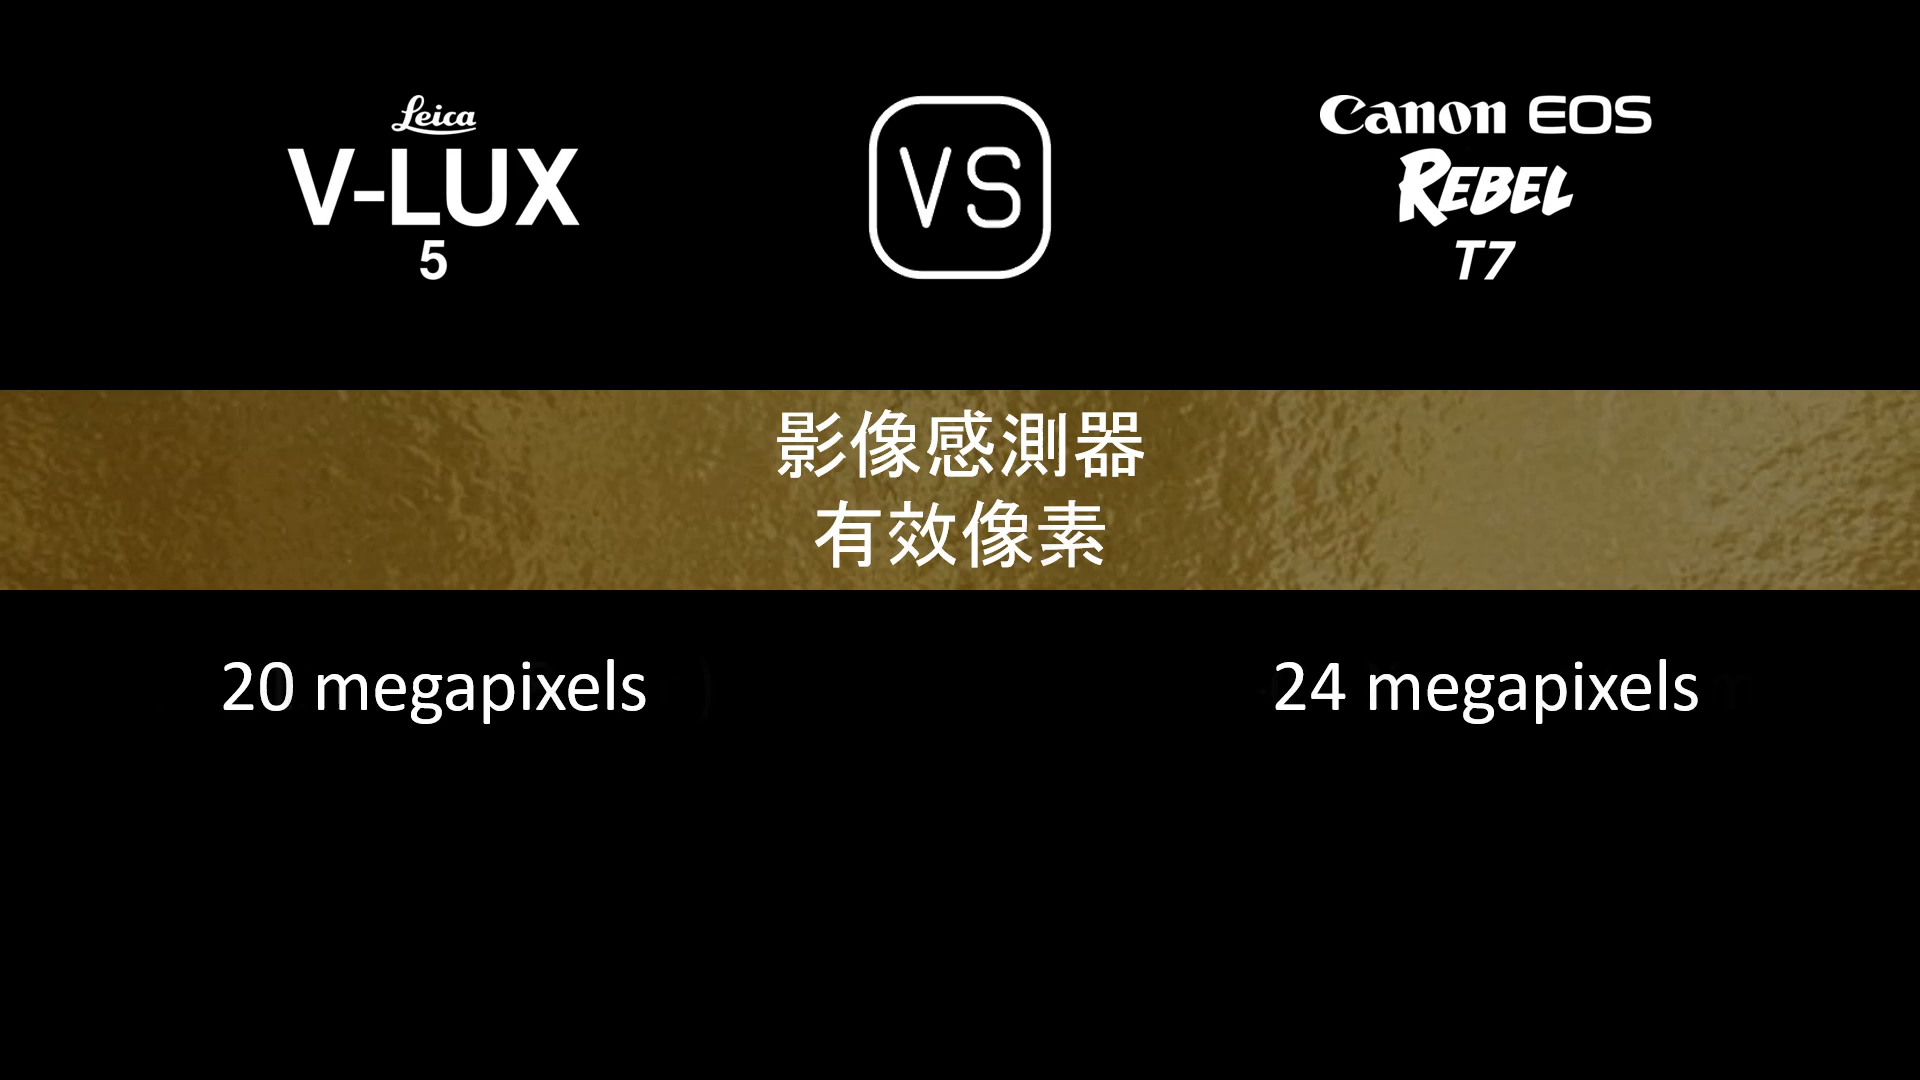 Leica
V-LUX
5
VS
Canon EOS
REBEL
T7
影像感測器
有效像素
20 megapixels
24 megapixels